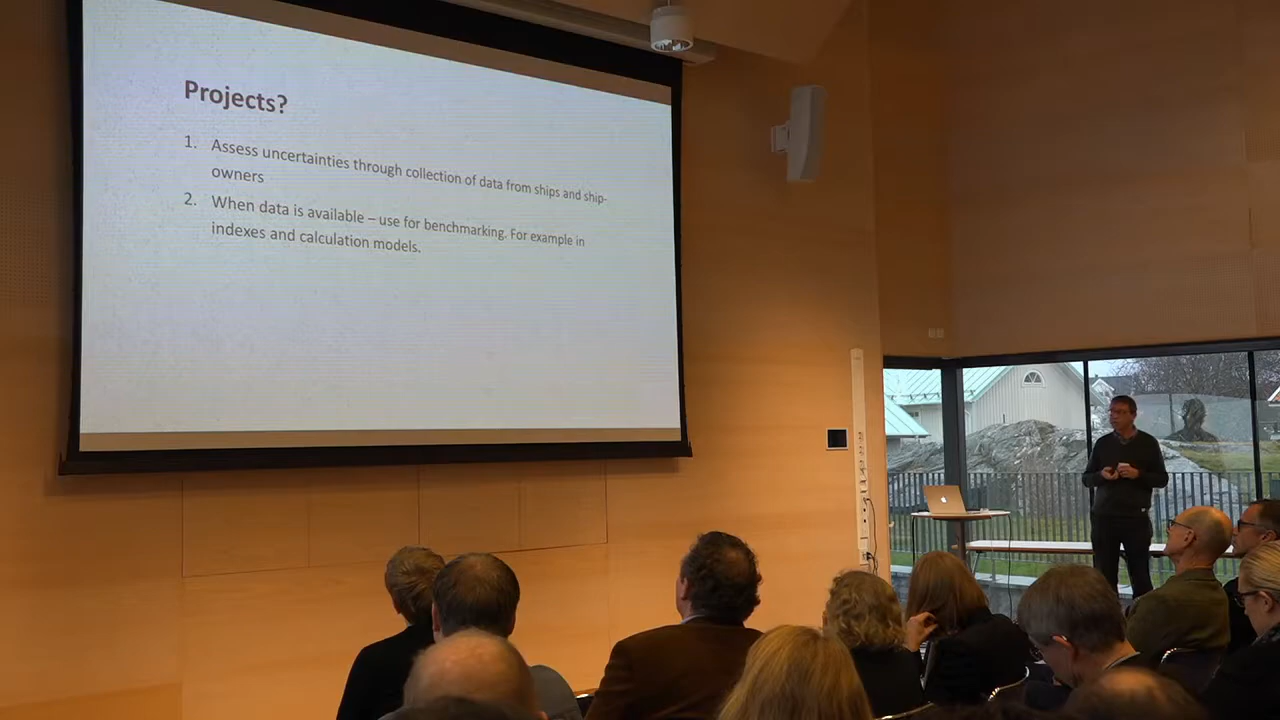 Projects?
1. Assess uncertainties through collection of data from ships and ship-
owners
2. When data is available – use for benchmarking. For example in
indexes and calculation models.